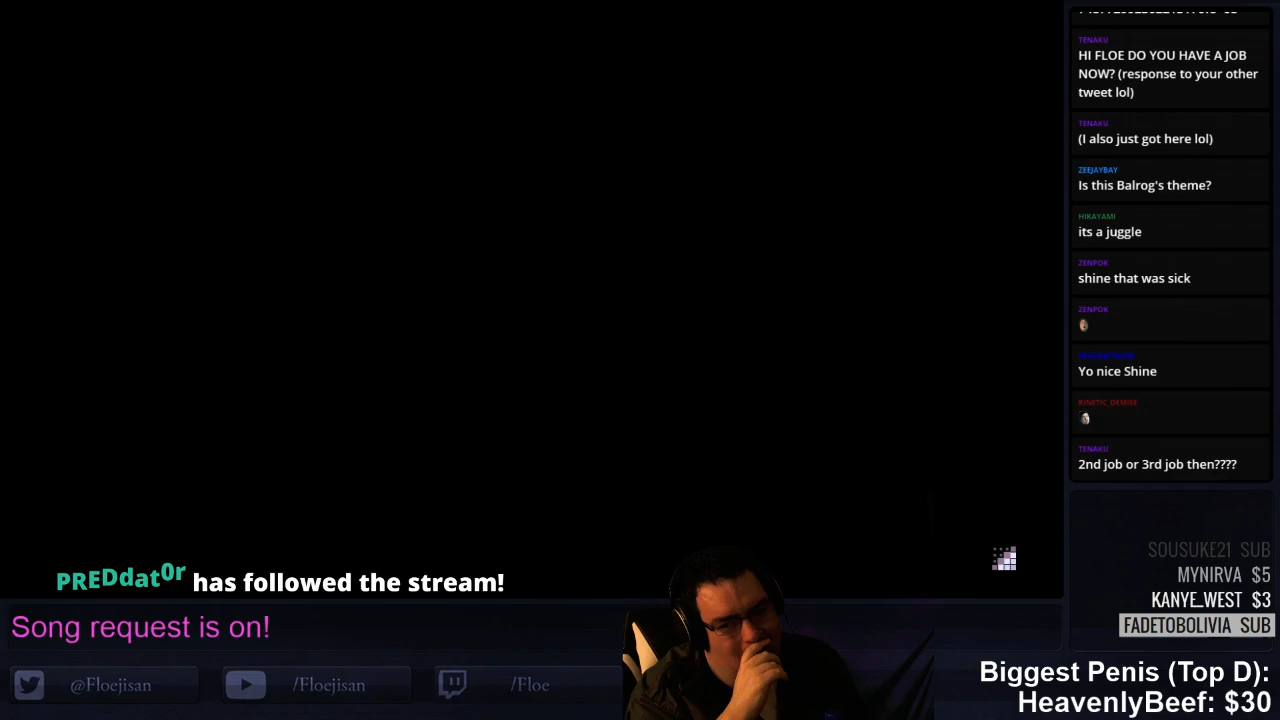 TENAKU
HI FLOE DO YOU HAVE A JOB
NOW? (response to your other
tweet lol)
TENAKU
(I also just got here lol)
ZEEJAYBAY
Is this Balrog's theme?
HIKAYAMI
its a juggle
ZENPOK
shine that was sick
ZENPOK
Yo nice Shine
KINETIC_DEMISE
TENAKU
2nd job or 3rd job then????
SOUSUKE21 SUB
MYNIRVA $5
KANYE_WEST $3
FADETOBOLIVIA SUB
Biggest Penis (Top D):
HeavenlyBeef: $30
PREDdat0r has followed the stream!
Song request is on!
@Floejisan
/Floejisan
/Floe